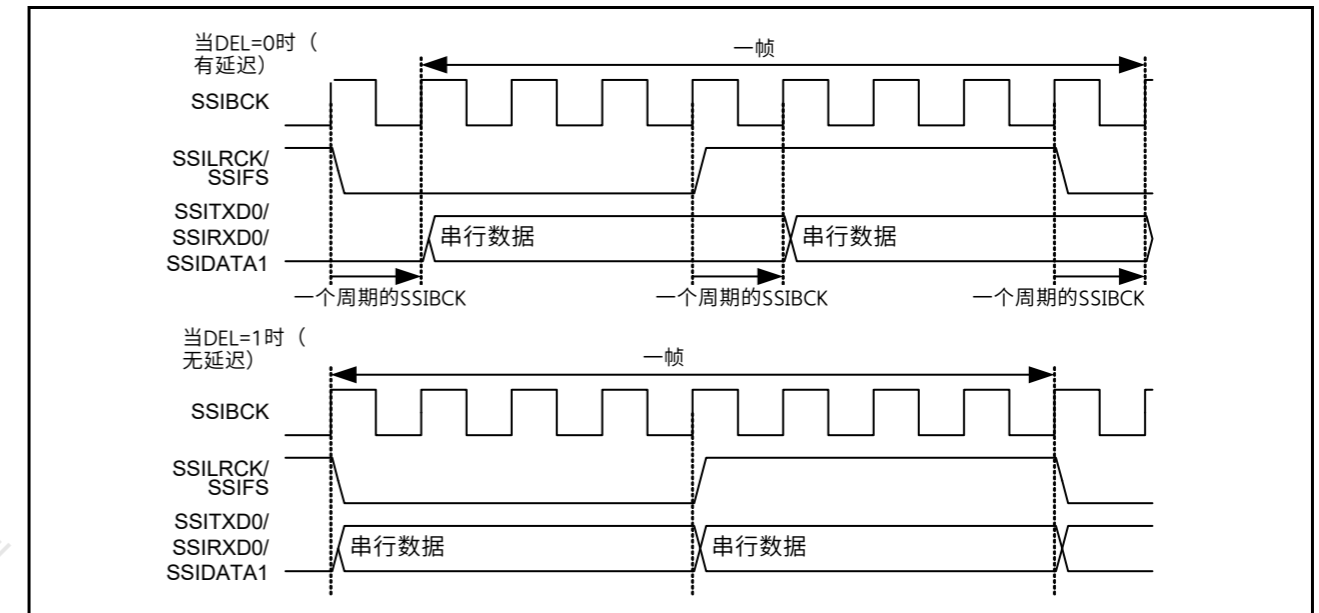 当DEL=0时（
有延迟）
一帧
SSIBCK
SSILRCK/
SSIFS
SSITXD0/
SSIRXD0/
SSIDATA1
串行数据
串行数据
一个周期的SSIBCK
一个周期的SSIBCK
一个周期的SSIBCK
当DEL=1时（
无延迟）
一帧
SSIBCK
SSILRCK/
SSIFS
SSITXD0/
SSIRXD0/
SSIDATA1
串行数据
串行数据